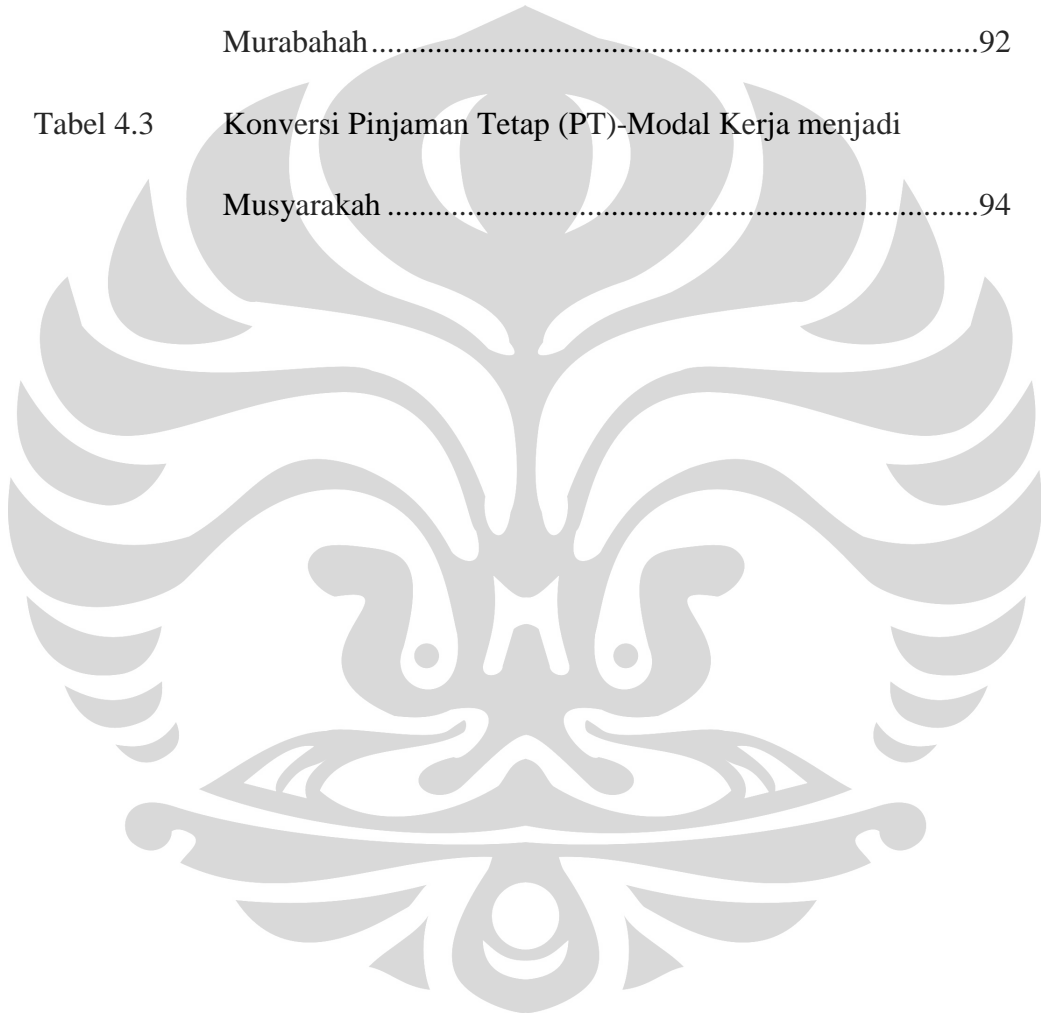 Murabahah............................................................................92
Tabel 4.3 Konversi Pinjaman Tetap (PT)-Modal Kerja menjadi
Musyarakah ..........................................................................94